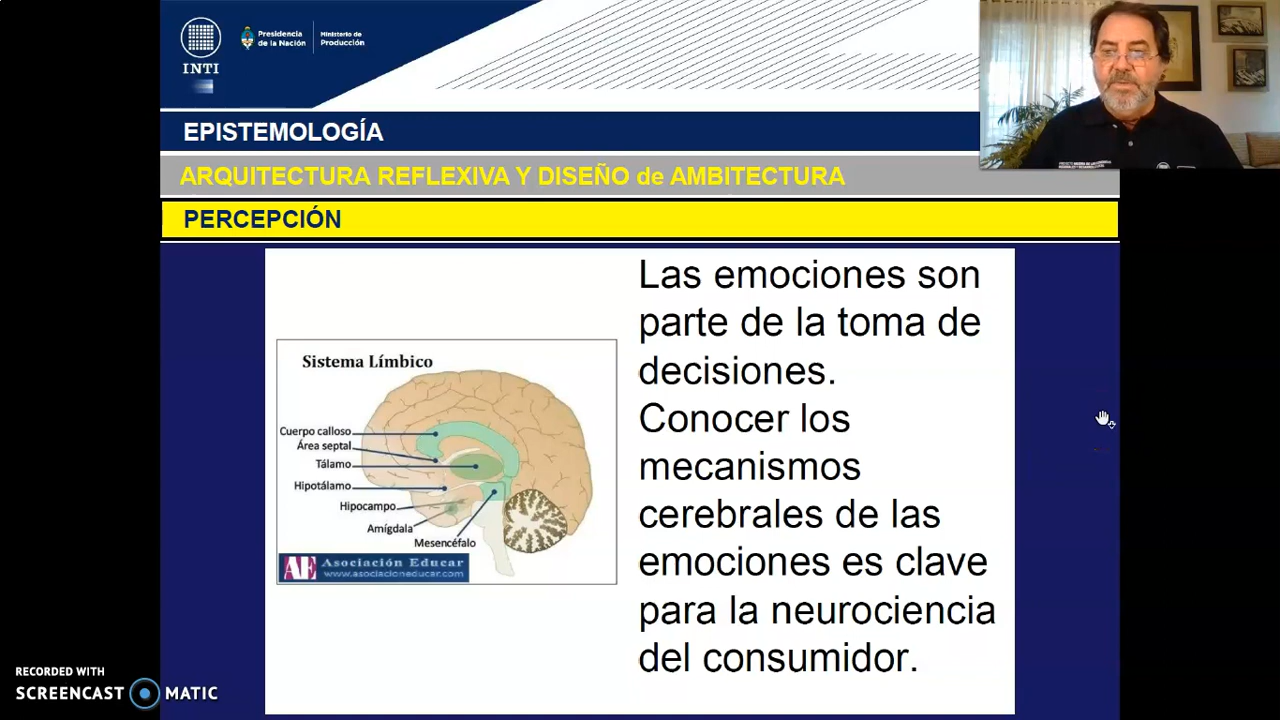 INTI
Presidencia
de la Nación
Ministerio de
Producción
EPISTEMOLOGÍA
ARQUITECTURA REFLEXIVA Y DISEÑO de AMBITECTURA
PERCEPCIÓN
Las emociones son
parte de la toma de
decisiones.
Conocer los
mecanismos
cerebrales de las
emociones es clave
para la neurociencia
del consumidor.
Sistema Límbico
Cuerpo calloso
Área septal
Tálamo
Hipotálamo
Hipocampo
Amígdala
Mesencéfalo
AE Asociación Educar
www.asociacioneducar.com
RECORDED WITH
SCREENCAST MATIC